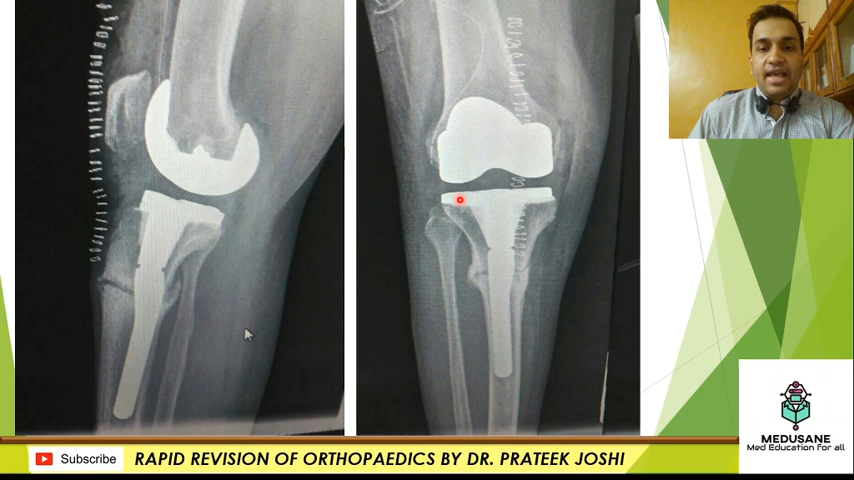 MEDUSANE
Med Education for all
Subscribe
RAPID REVISION OF ORTHOPAEDICS BY DR. PRATEEK JOSHI